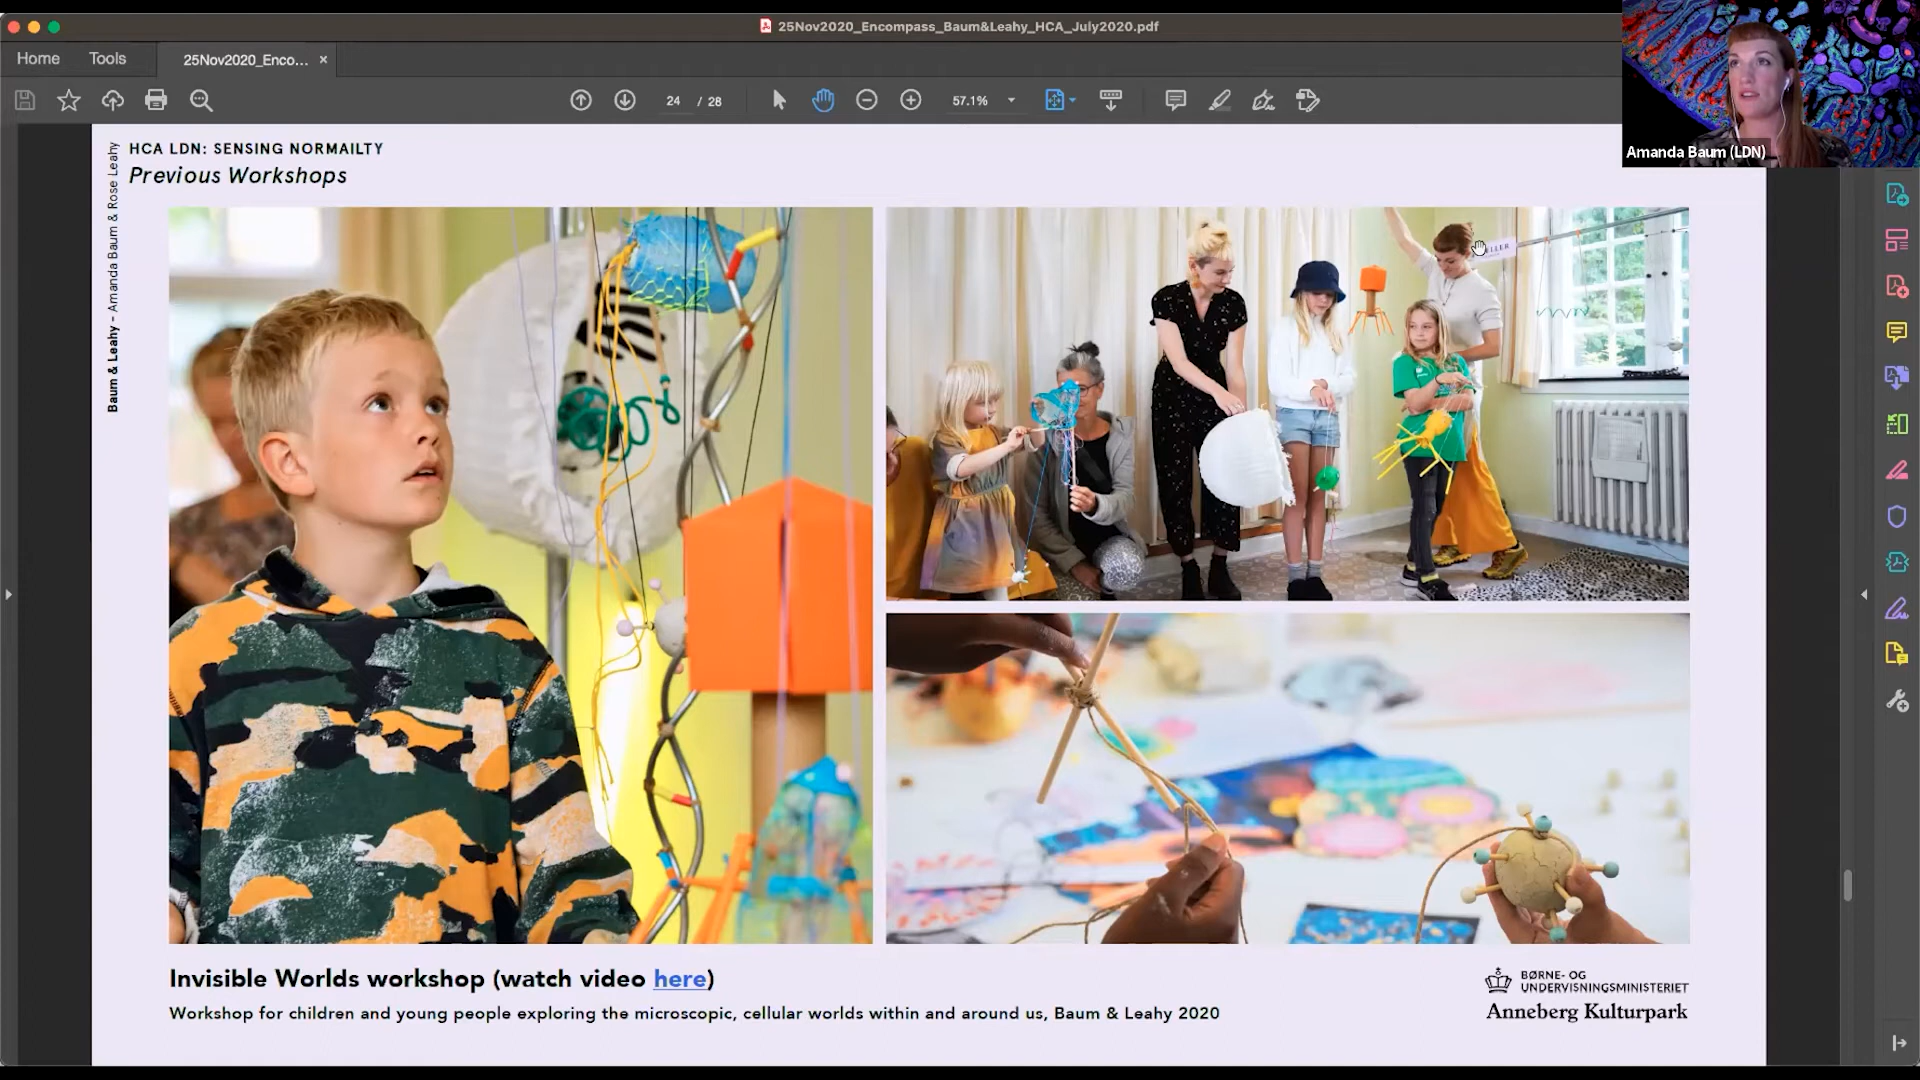 25Nov2020_Encompass_Baum&Leahy_HCA_July2020.pdf
Home
Tools
25Nov2020_Enco...
24 / 28
57.1%
Amanda Baum (LDN)
HCA LDN: SENSING NORMAILTY
Previous Workshops
Baum & Leahy – Amanda Baum & Rose Leahy
Invisible Worlds workshop (watch video here)
Workshop for children and young people exploring the microscopic, cellular worlds within and around us, Baum & Leahy 2020
BØRNE- OG
UNDERVISNINGSMINISTERIET
Anneberg Kulturpark